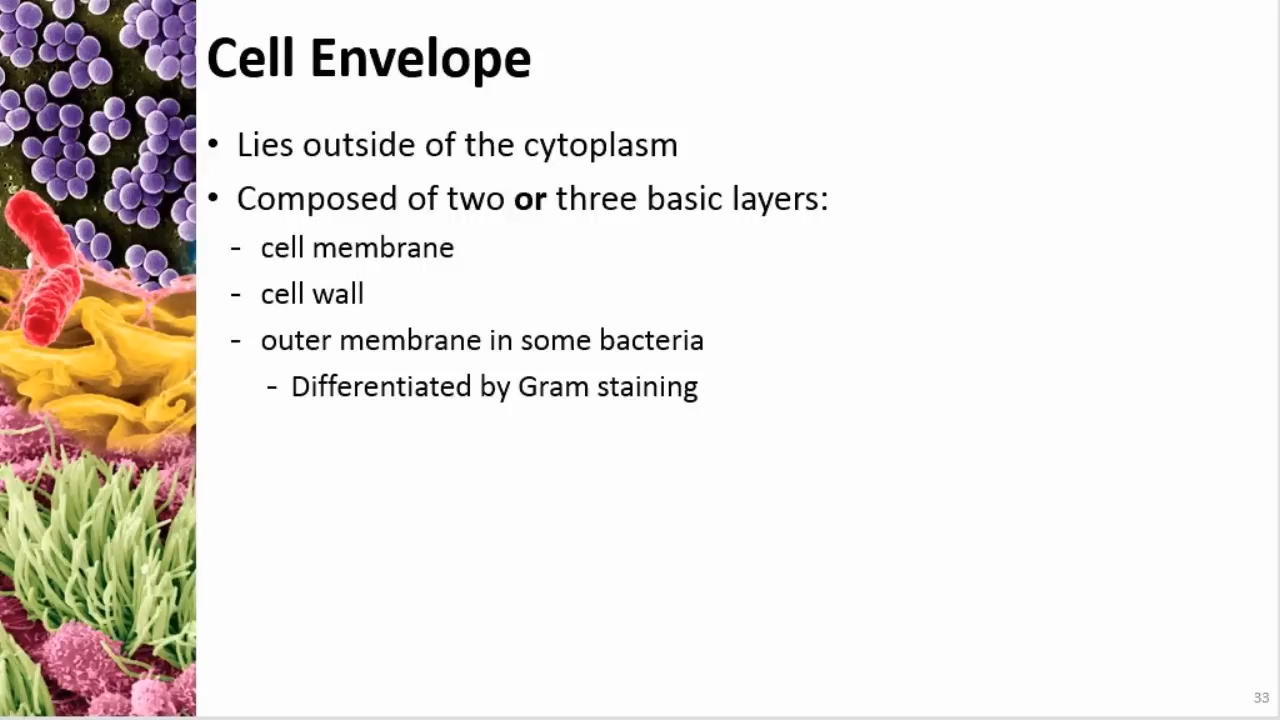 Cell Envelope
• Lies outside of the cytoplasm
• Composed of two or three basic layers:
- cell membrane
- cell wall
- outer membrane in some bacteria
- Differentiated by Gram staining
33